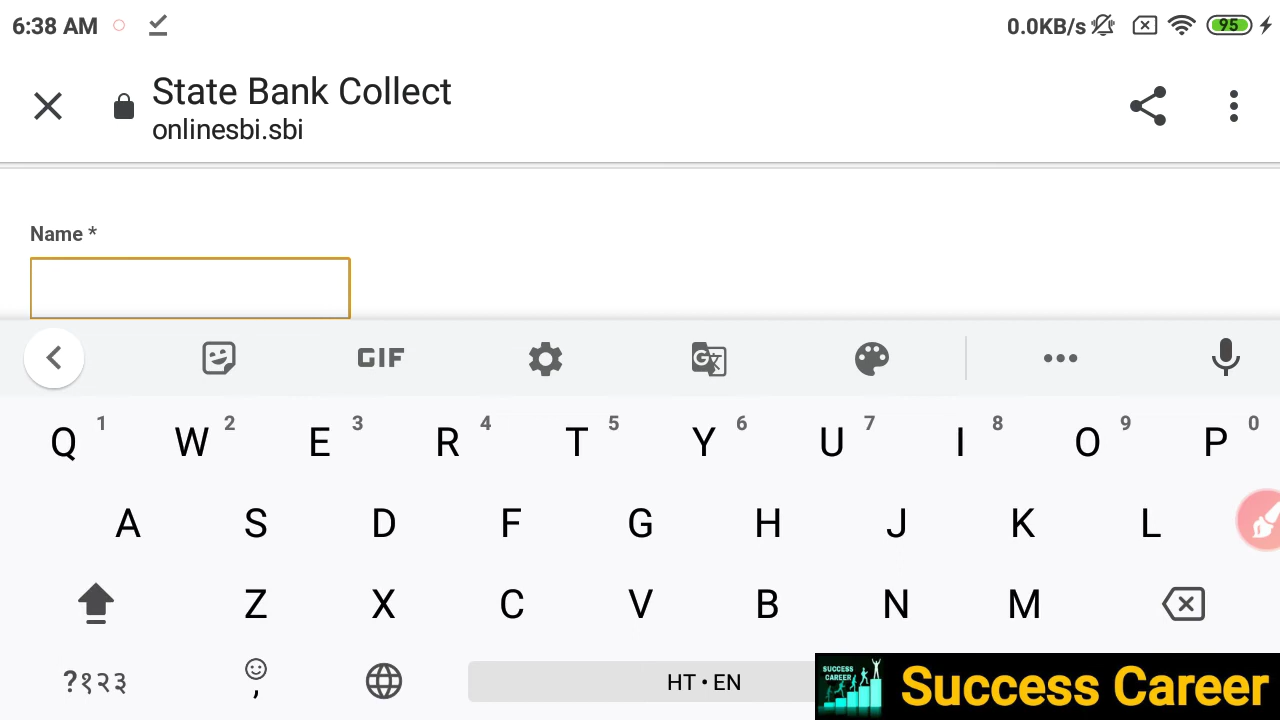 6:38 AM 0.0KB/s 95
State Bank Collect
onlinesbi.sbi
Name *
GIF G
Q 1 W 2 E 3 R 4 T 5 Y 6 U 7 I 8 O 9 P 0
A S D F G H J K L
Z X C V B N M
?१२३ , HT • EN
SUCCESS CAREER Success Career